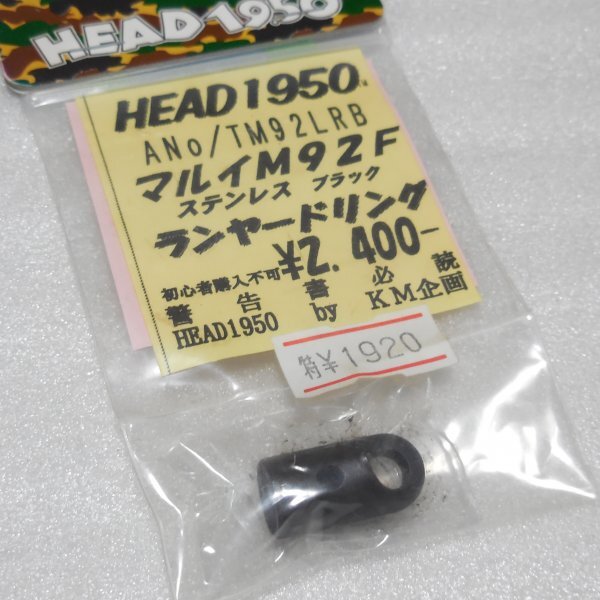 HEAD1950
HEAD1950
ANo/TM92LRB
マルイM92F
ステンレス ブラック
ランヤードリング
¥2.400-
初心者購入不可
警告書必読
HEAD1950 by KM企画
特¥1920